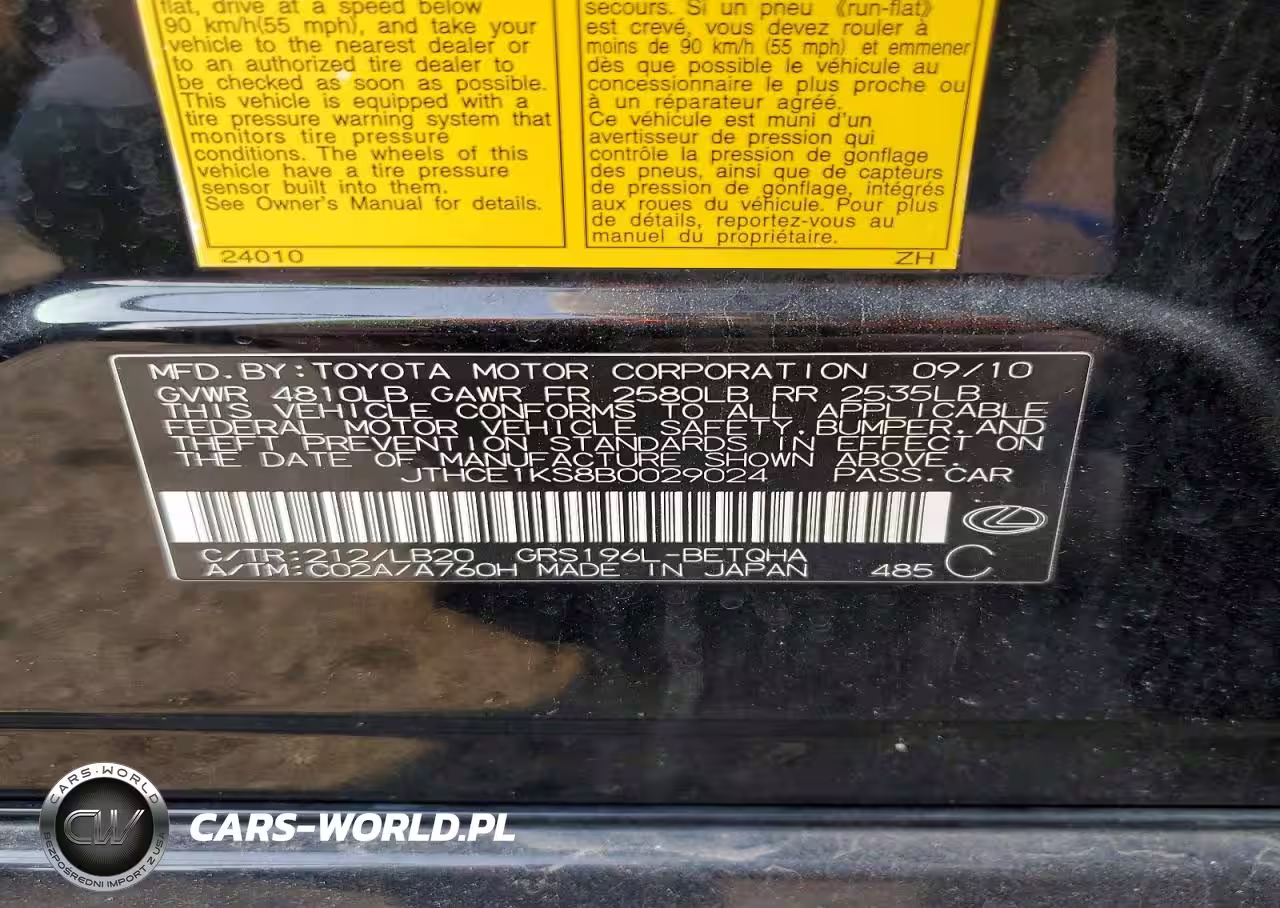 flat, drive at a speed below
90 km/h(55 mph), and take your
vehicle to the nearest dealer or
to an authorized tire dealer to
be checked as soon as possible.
This vehicle is equipped with a
tire pressure warning system that
monitors tire pressure
conditions. The wheels of this
vehicle have a tire pressure
sensor built into them.
See Owner's Manual for details.
24010
secours. Si un pneu 《run-flat》
est crevé, vous devez rouler à
moins de 90 km/h (55 mph) et emmener
dès que possible le véhicule au
concessionnaire le plus proche ou
à un réparateur agréé.
Ce véhicule est muni d'un
avertisseur de pression qui
contrôle la pression de gonflage
des pneus, ainsi que de capteurs
de pression de gonflage, intégrés
aux roues du véhicule. Pour plus
de détails, reportez-vous au
manuel du propriétaire.
ZH
MFD.BY:TOYOTA MOTOR CORPORATION 09/10
GVWR 4810LB GAWR FR 2580LB RR 2535LB
THIS VEHICLE CONFORMS TO ALL APPLICABLE
FEDERAL MOTOR VEHICLE SAFETY,BUMPER,AND
THEFT PREVENTION STANDARDS IN EFFECT ON
THE DATE OF MANUFACTURE SHOWN ABOVE.
JTHCE1KS8B0029024 PASS.CAR
C/TR:212/LB20 GRS196L-BETQHA
A/TM:C02A/A760H MADE IN JAPAN 485 C
CARS-WORLD
CW
BEZPOŚREDNI IMPORT Z USA
CARS-WORLD.PL